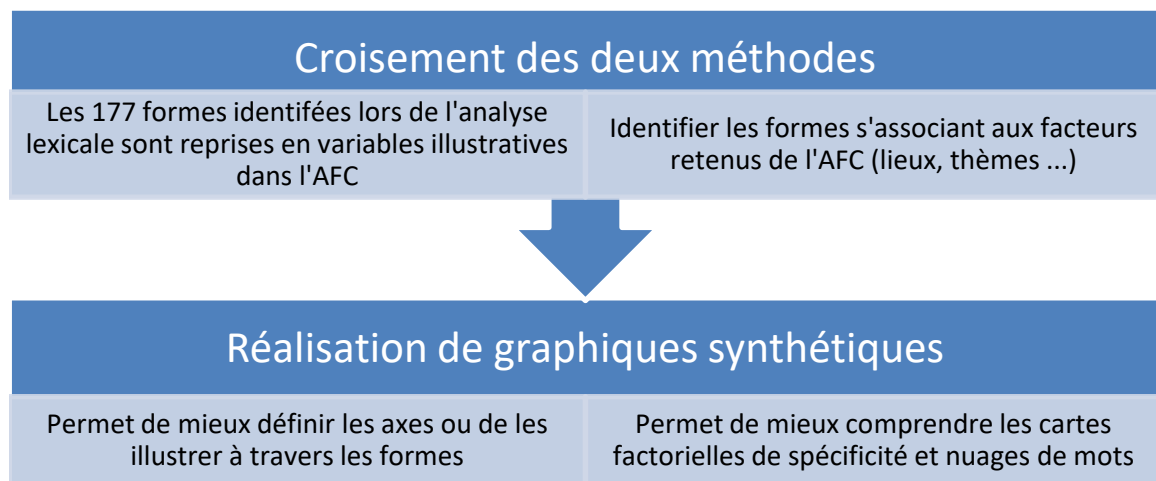 Croisement des deux méthodes
Les 177 formes identifées lors de l'analyse
lexicale sont reprises en variables illustratives
dans l'AFC
Identifier les formes s'associant aux facteurs
retenus de l'AFC (lieux, thèmes ...)
Réalisation de graphiques synthétiques
Permet de mieux définir les axes ou de les
illustrer à travers les formes
Permet de mieux comprendre les cartes
factorielles de spécificité et nuages de mots